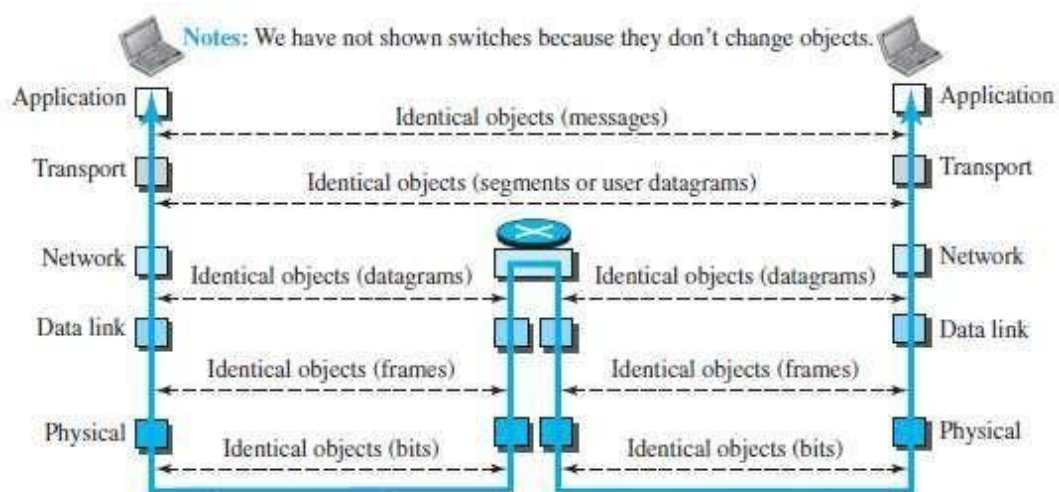 Notes: We have not shown switches because they don't change objects.
Application
Application
Identical objects (messages)
Transport
Transport
Identical objects (segments or user datagrams)
Network
Network
Identical objects (datagrams)
Identical objects (datagrams)
Data link
Data link
Identical objects (frames)
Identical objects (frames)
Physical
Physical
Identical objects (bits)
Identical objects (bits)